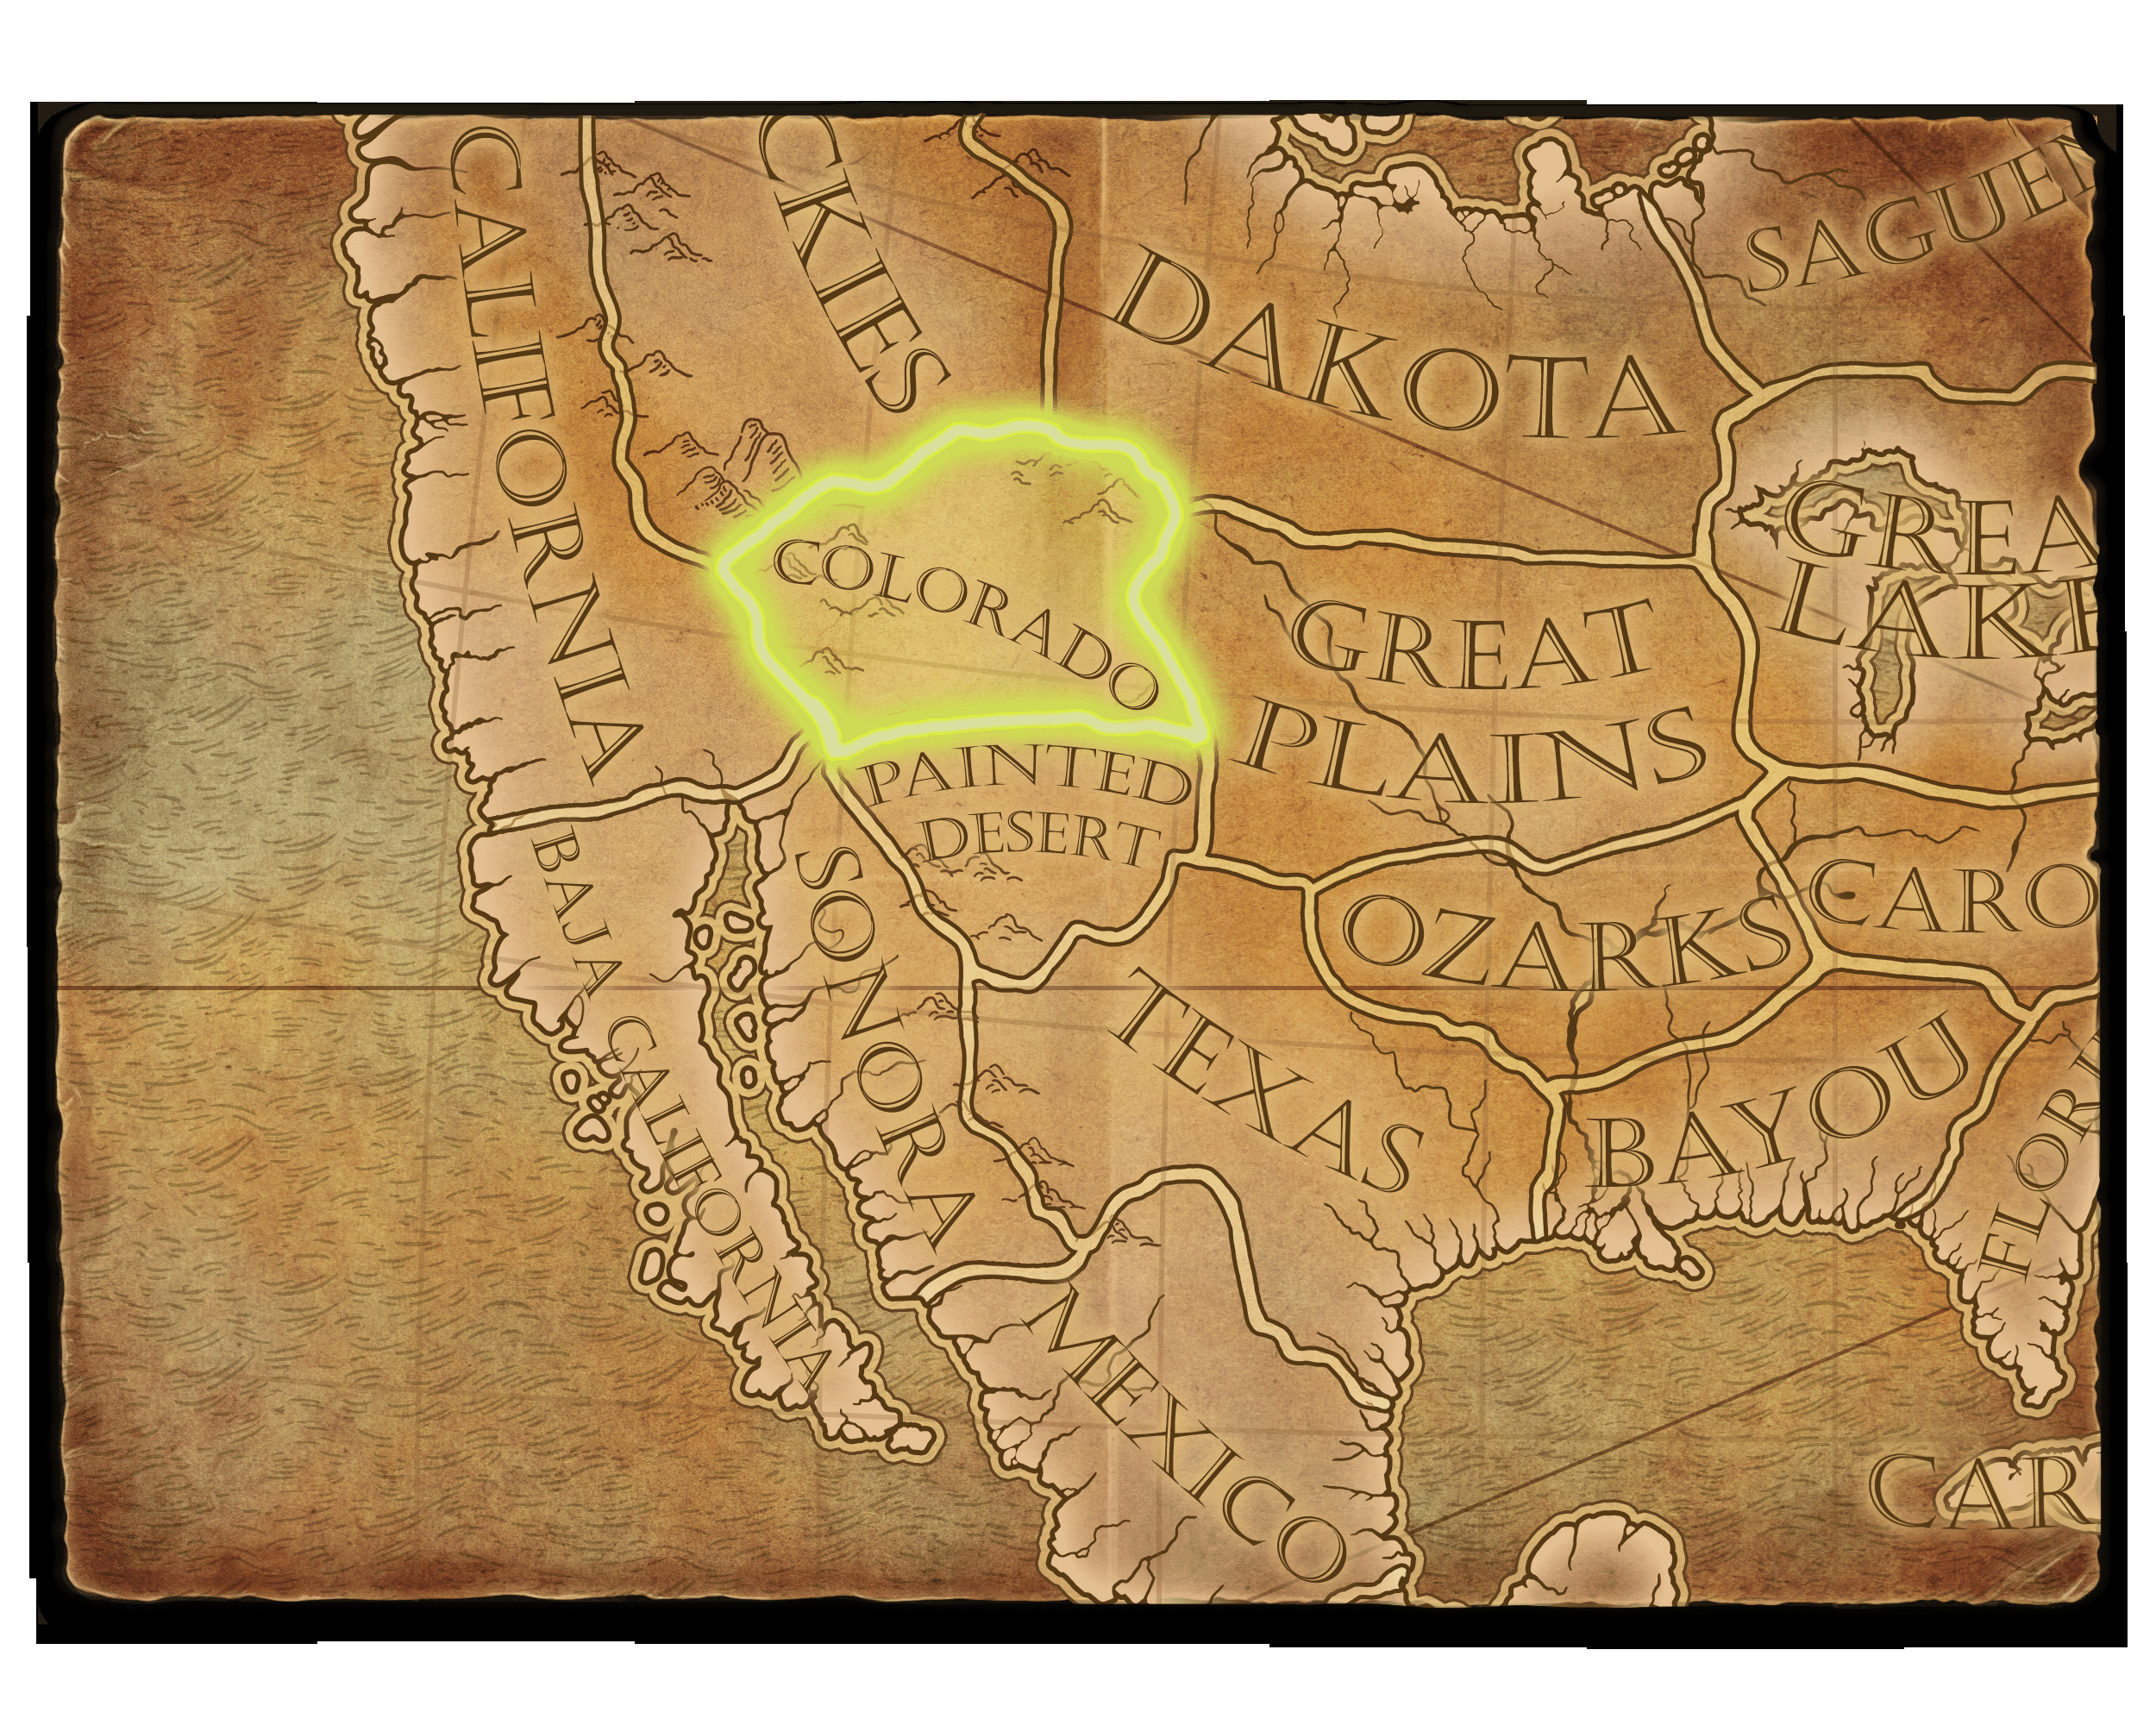 CALIFORNIA
CKIES
DAKOTA
SAGUEN
GREA
LAKE
COLORADO
GREAT
PLAINS
PAINTED
DESERT
BAJA CALIFORNIA
SONORA
OZARKS
CARO
TEXAS
BAYOU
FLORI
MEXICO
CAR